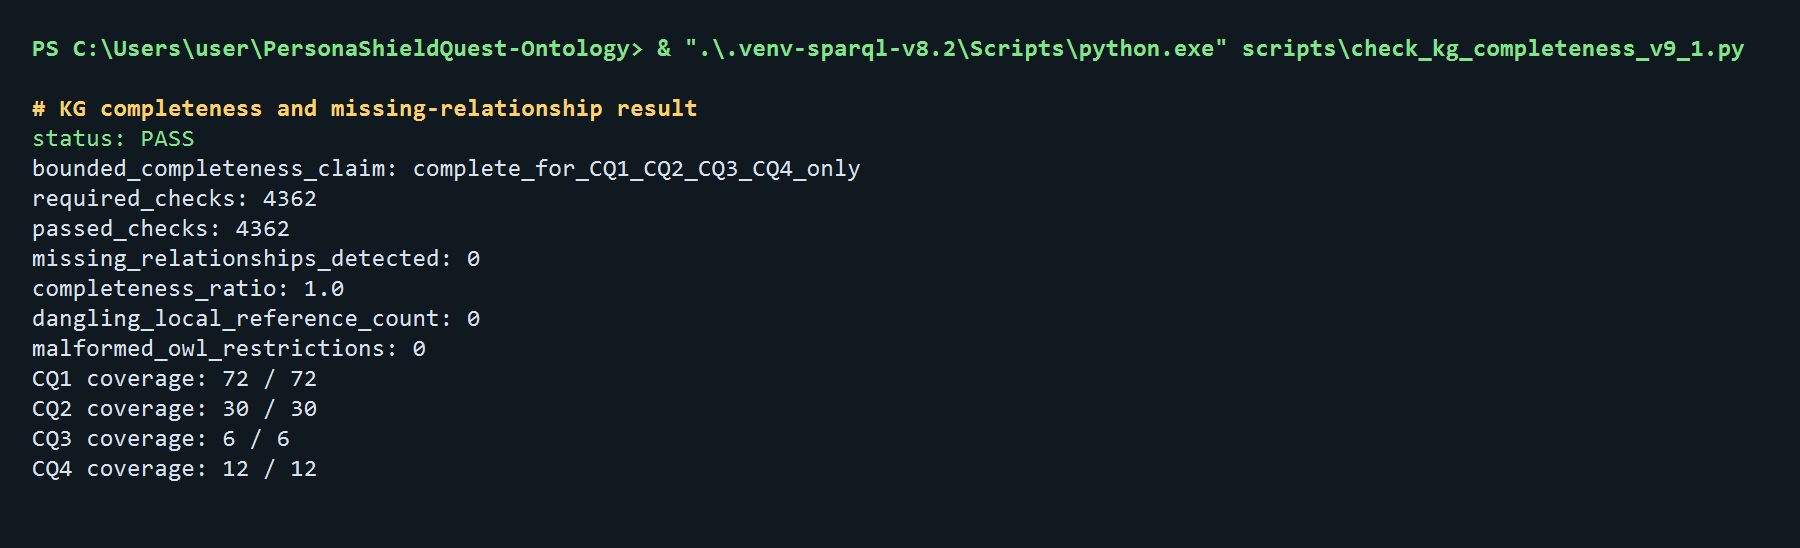 PS C:\Users\user\PersonaShieldQuest-Ontology> & ".\.venv-sparql-v8.2\Scripts\python.exe" scripts\check_kg_completeness_v9_1.py
# KG completeness and missing-relationship result
status: PASS
bounded_completeness_claim: complete_for_CQ1_CQ2_CQ3_CQ4_only
required_checks: 4362
passed_checks: 4362
missing_relationships_detected: 0
completeness_ratio: 1.0
dangling_local_reference_count: 0
malformed_owl_restrictions: 0
CQ1 coverage: 72 / 72
CQ2 coverage: 30 / 30
CQ3 coverage: 6 / 6
CQ4 coverage: 12 / 12